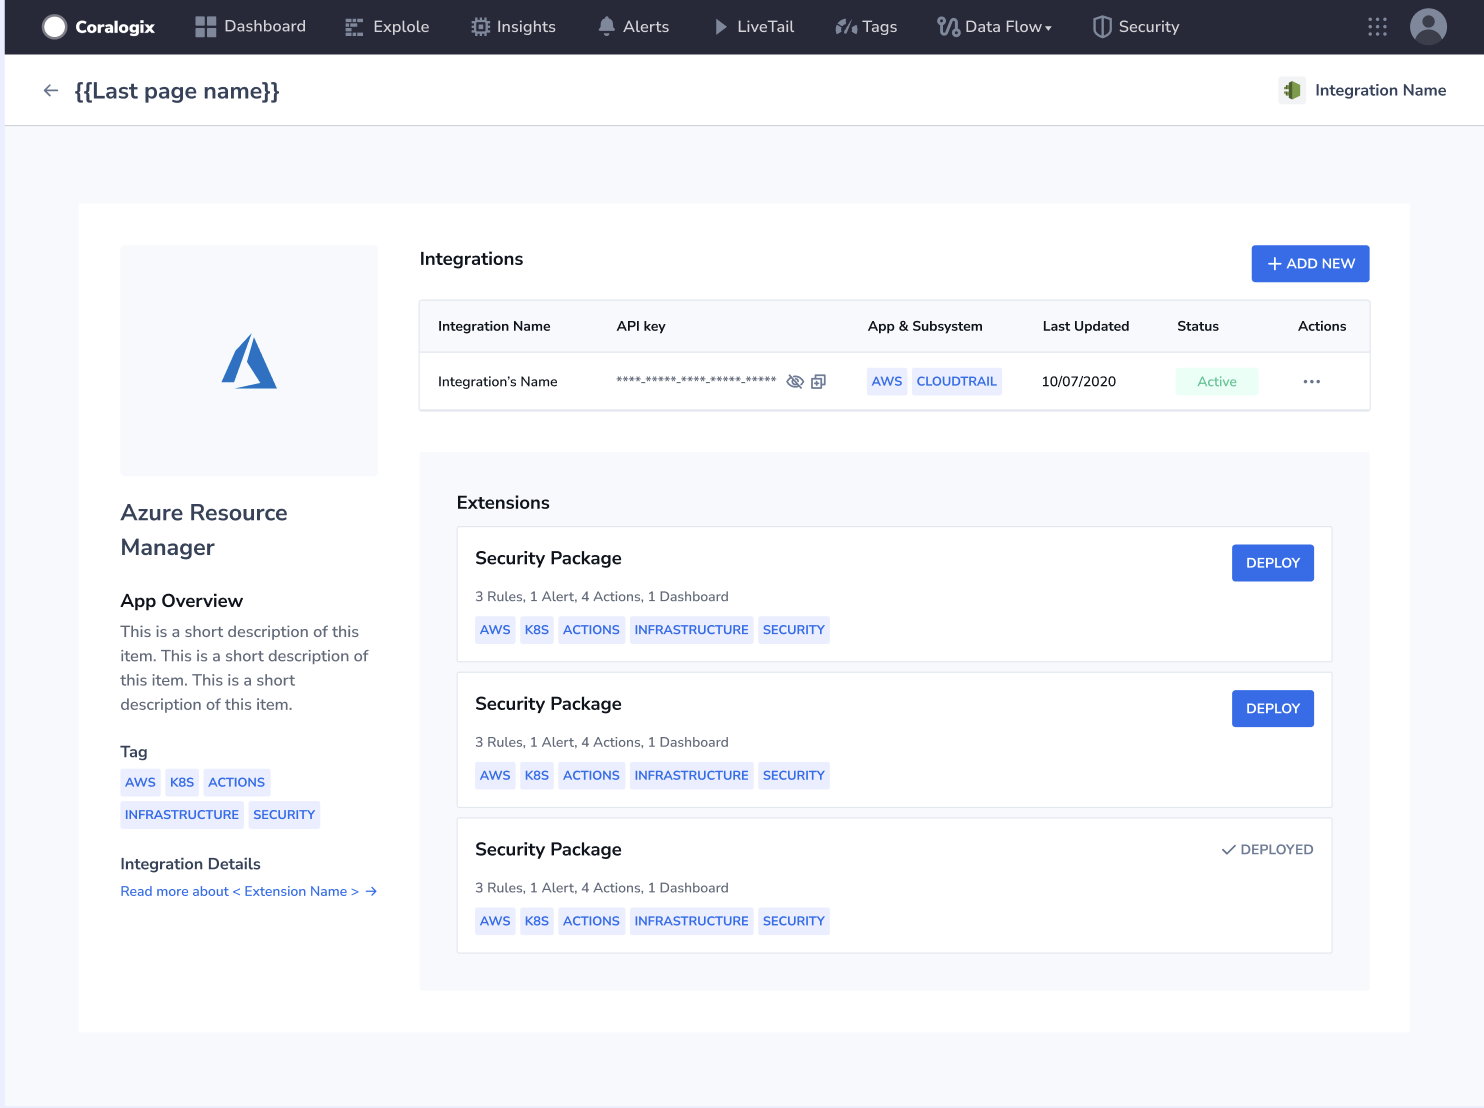 Coralogix
Dashboard
Explole
Insights
Alerts
LiveTail
Tags
Data Flow
Security
{{Last page name}}
Integration Name
Azure Resource
Manager
App Overview
This is a short description of this
item. This is a short description of
this item. This is a short
description of this item.
Tag
AWS K8S ACTIONS
INFRASTRUCTURE SECURITY
Integration Details
Read more about < Extension Name > →
Integrations
+ ADD NEW
Integration Name API key App & Subsystem Last Updated Status Actions
Integration’s Name ****-*****-****-*****-***** AWS CLOUDTRAIL 10/07/2020 Active ...
Extensions
Security Package
DEPLOY
3 Rules, 1 Alert, 4 Actions, 1 Dashboard
AWS K8S ACTIONS INFRASTRUCTURE SECURITY
Security Package
DEPLOY
3 Rules, 1 Alert, 4 Actions, 1 Dashboard
AWS K8S ACTIONS INFRASTRUCTURE SECURITY
Security Package
DEPLOYED
3 Rules, 1 Alert, 4 Actions, 1 Dashboard
AWS K8S ACTIONS INFRASTRUCTURE SECURITY